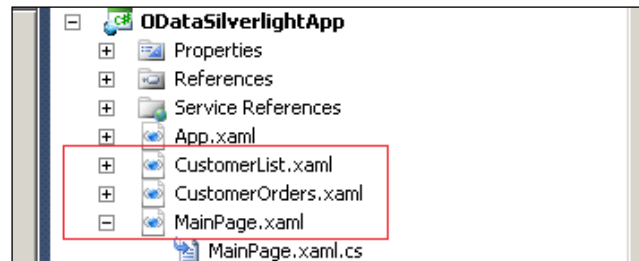 ODataSilverlightApp
Properties
References
Service References
App.xaml
CustomerList.xaml
CustomerOrders.xaml
MainPage.xaml
MainPage.xaml.cs